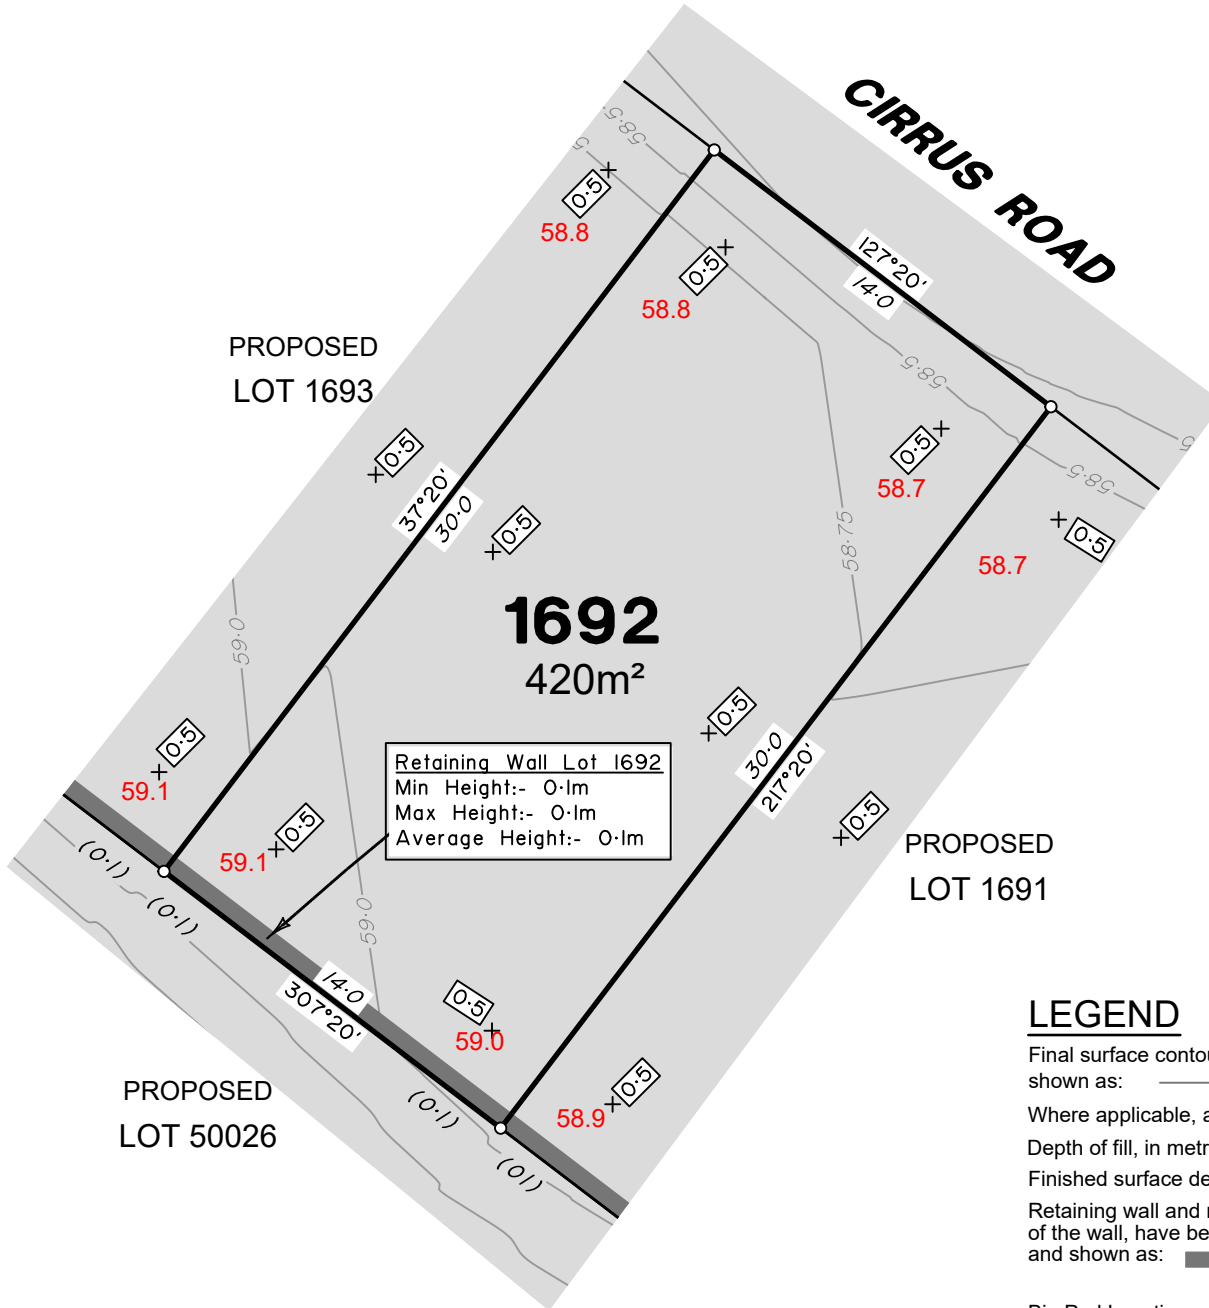 CIRRUS ROAD
58·5
5
0·5
58.8
0·5
58.8
127°20'
14·0
PROPOSED
LOT 1693
58·5
5
58·5
0·5
58.7
0·5
58.7
0·5
37°20'
30·0
0·5
58·75
1692
420m²
59·0
0·5
59.1
0·5
30·0
217°20'
Retaining Wall Lot 1692
Min Height:- 0·1m
Max Height:- 0·1m
Average Height:- 0·1m
0·5
59.1
0·5
PROPOSED
LOT 1691
(0·1)
(0·1)
59·0
14·0
307°20'
0·5
59.0
PROPOSED
LOT 50026
(0·1)
0·5
58.9
(01)
LEGEND
Final surface conto
shown as:
Where applicable, a
Depth of fill, in metr
Finished surface de
Retaining wall and
of the wall, have be
and shown as: